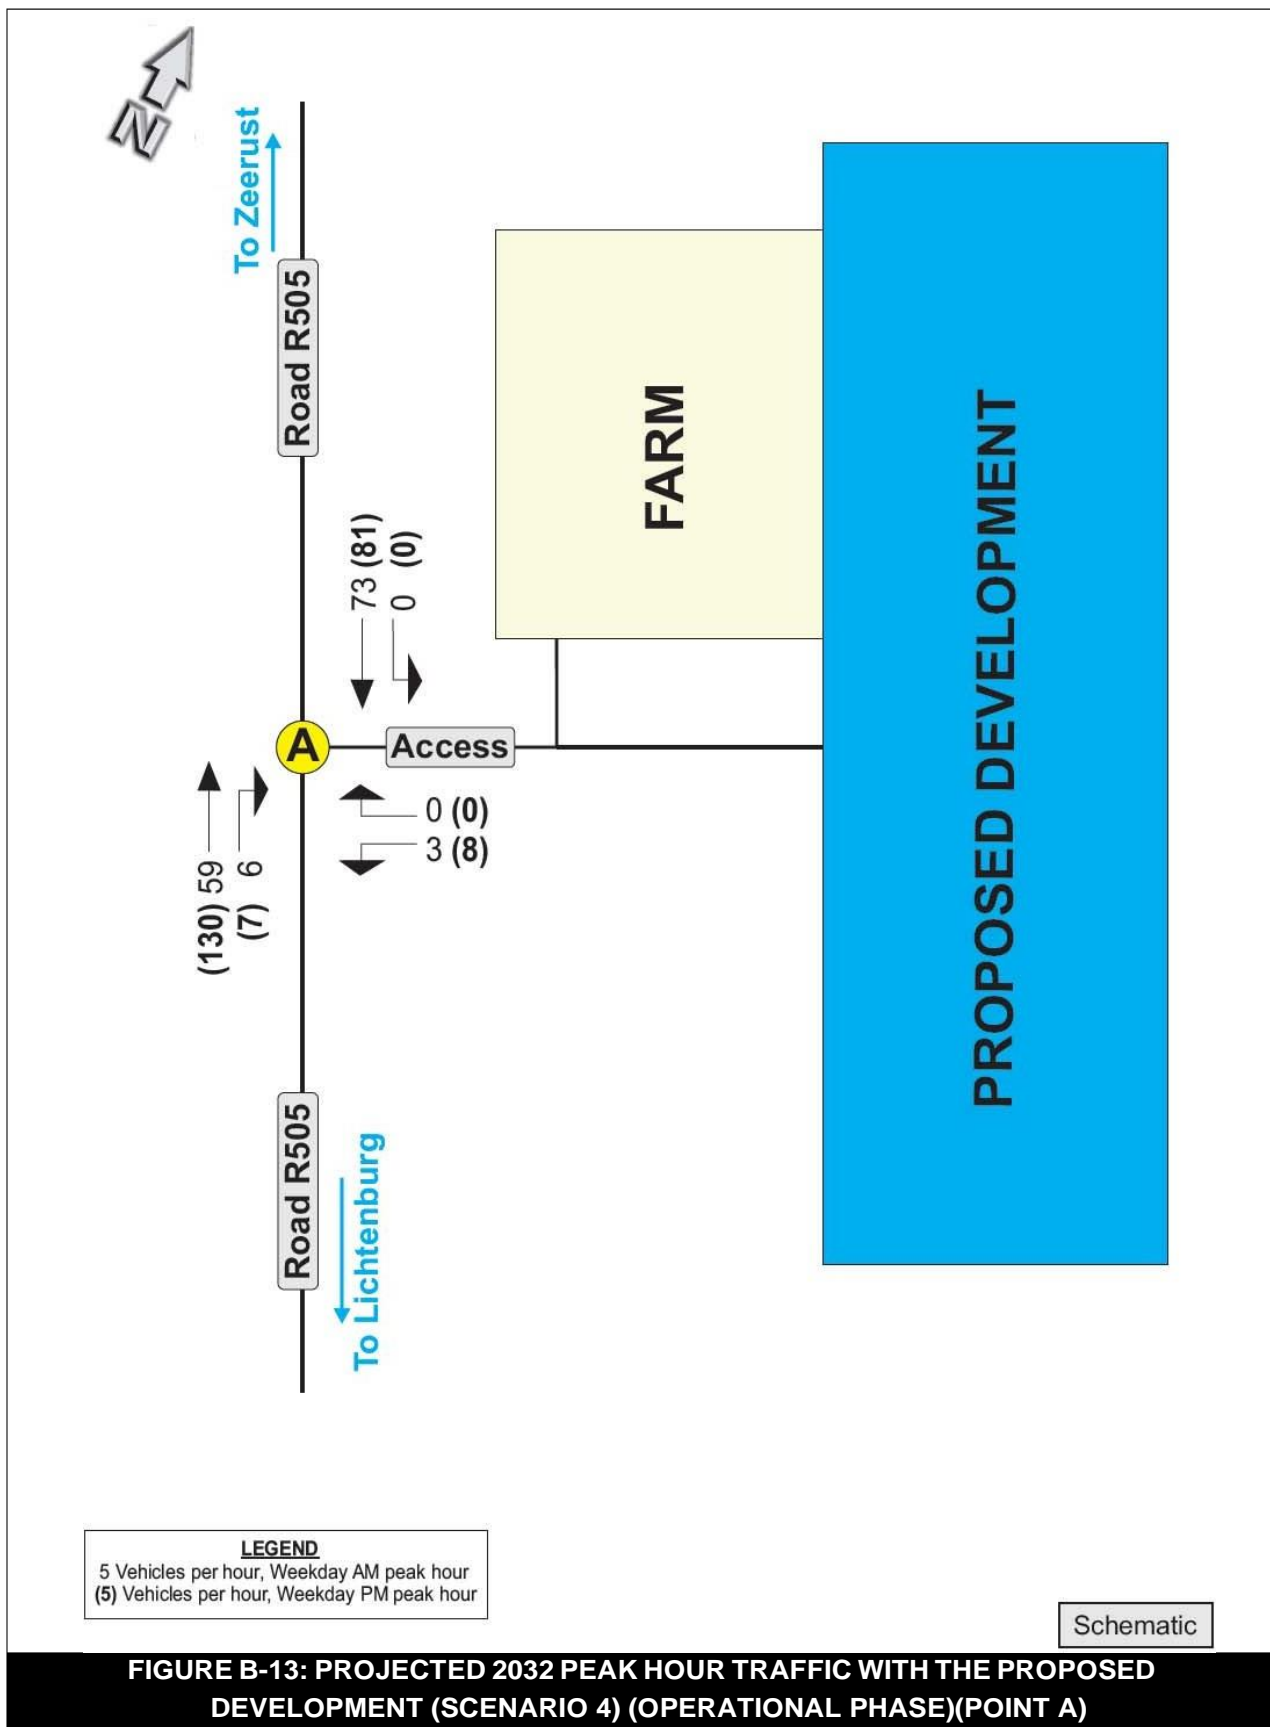 N
To Zeerust
Road R505
FARM
PROPOSED DEVELOPMENT
73 (81)
0 (0)
A
Access
0 (0)
3 (8)
(130) 59
(7) 6
Road R505
To Lichtenburg
LEGEND
5 Vehicles per hour, Weekday AM peak hour
(5) Vehicles per hour, Weekday PM peak hour
Schematic
FIGURE B-13: PROJECTED 2032 PEAK HOUR TRAFFIC WITH THE PROPOSED
DEVELOPMENT (SCENARIO 4) (OPERATIONAL PHASE)(POINT A)